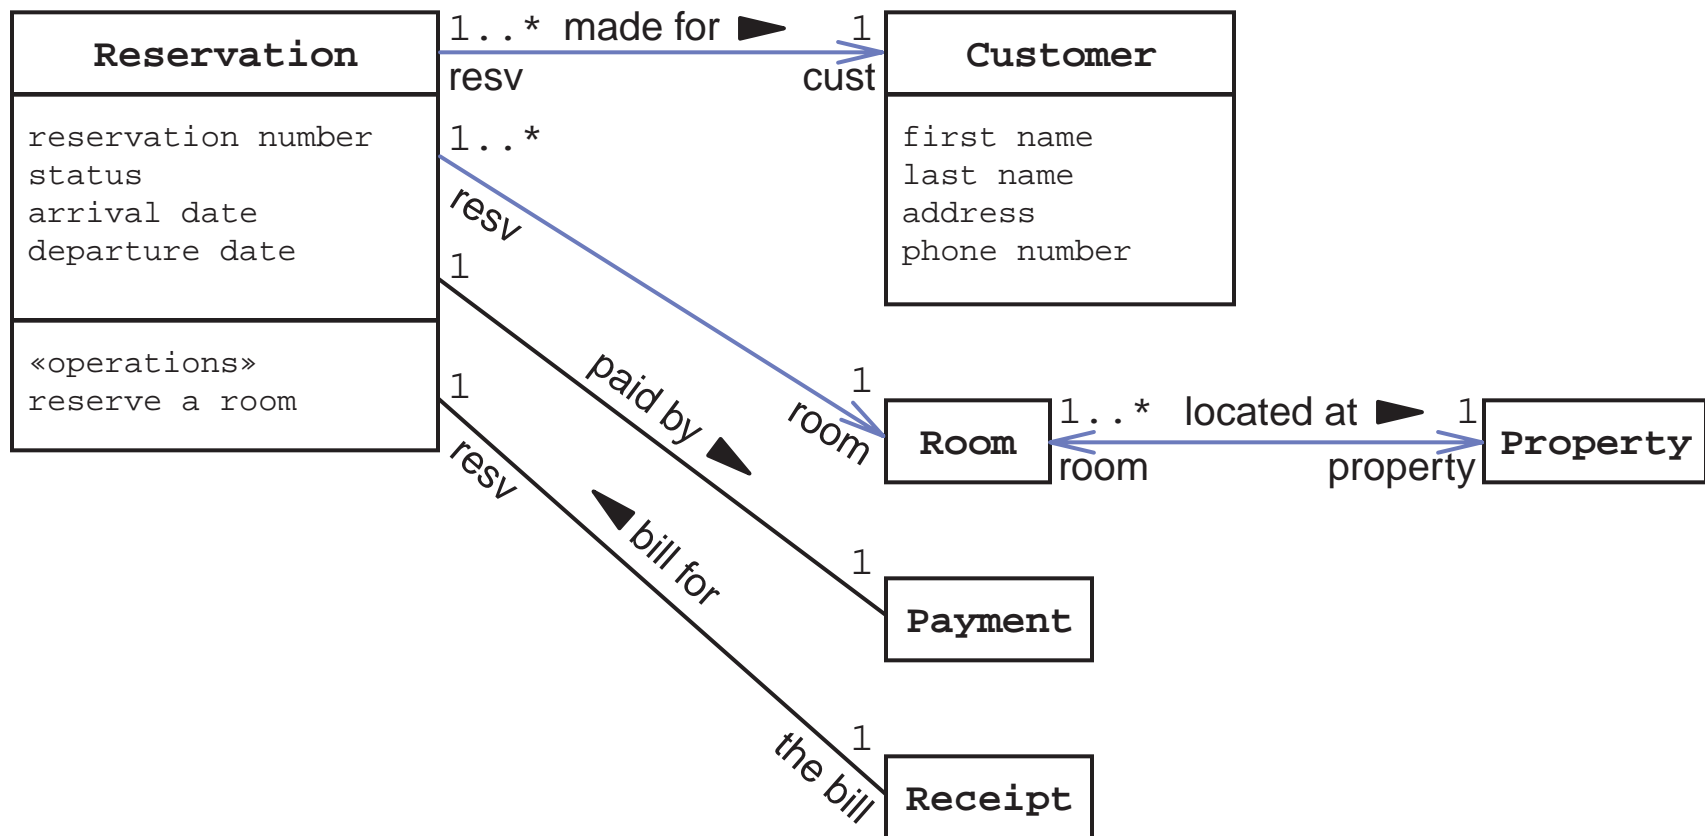 Reservation
reservation number
status
arrival date
departure date
«operations»
reserve a room
1..* made for 1
resv cust
Customer
first name
last name
address
phone number
1..*
resv
1
room
1
paid by
1
1
resv
bill for
1
the bill
Room
1..* located at 1
room property
Property
Payment
Receipt